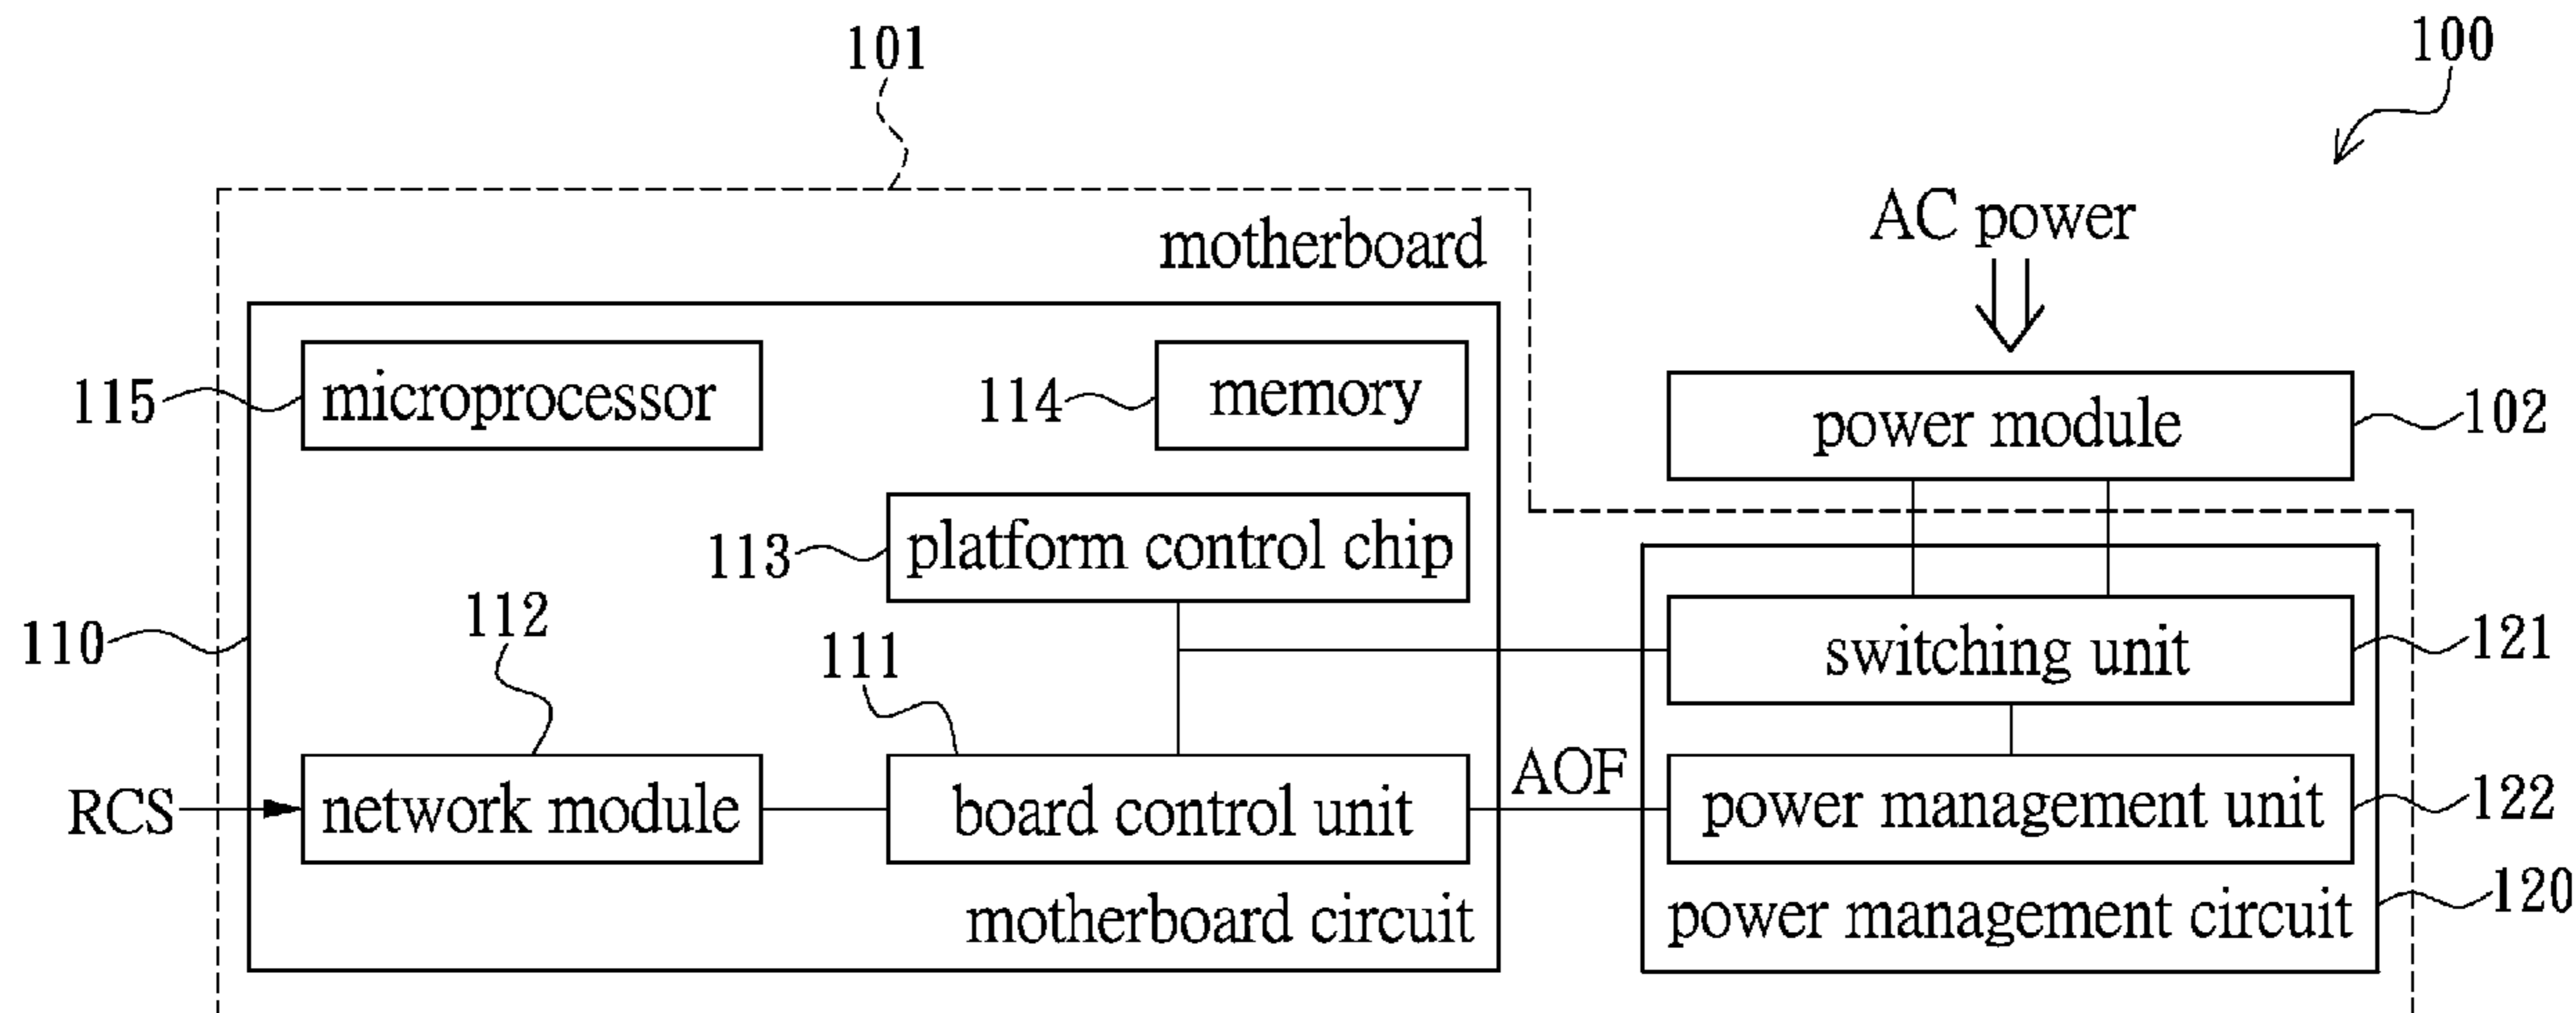 101
100
AC power
motherboard
115
microprocessor
114
memory
power module
102
113
platform control chip
110
112
111
switching unit
121
RCS
network module
board control unit
AOF
power management unit
122
motherboard circuit
power management circuit
120